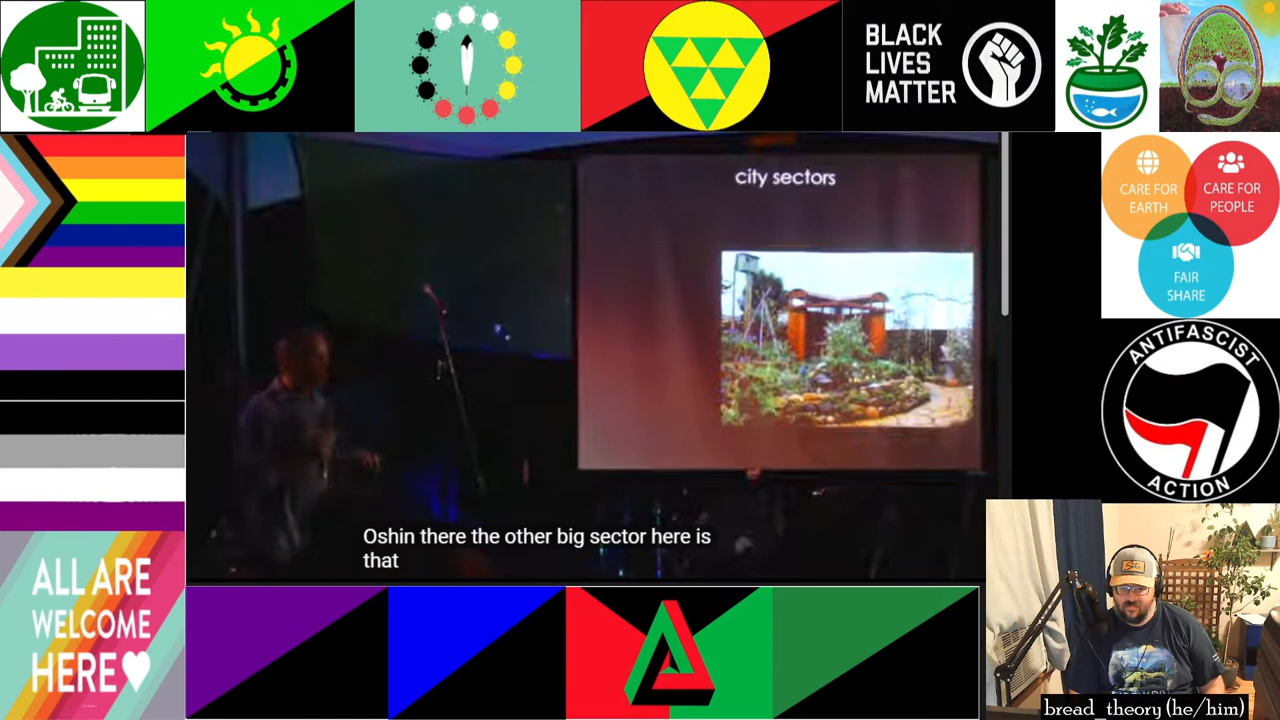 BLACK
LIVES
MATTER
city sectors
CARE FOR
EARTH
CARE FOR
PEOPLE
FAIR
SHARE
ANTIFASCIST
ACTION
Oshin there the other big sector here is
that
ALL ARE
WELCOME
HERE
bread_theory (he/him)